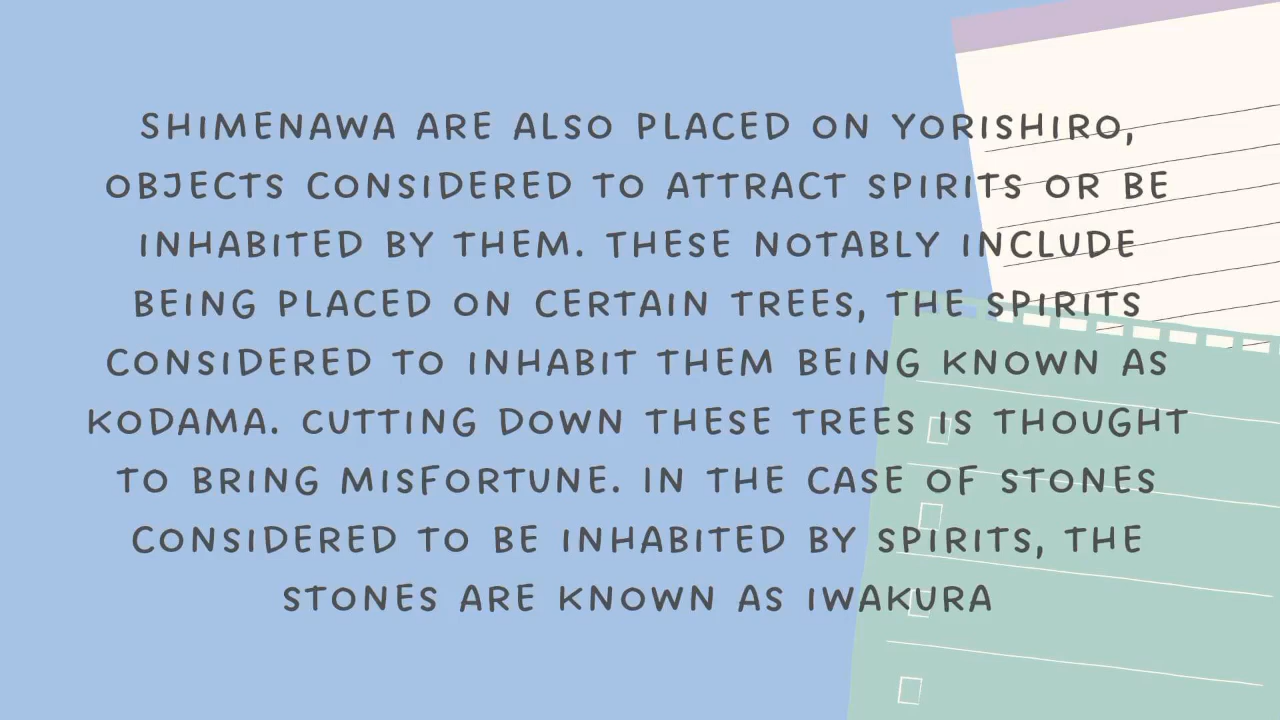 SHIMENAWA ARE ALSO PLACED ON YORISHIRO,
OBJECTS CONSIDERED TO ATTRACT SPIRITS OR BE
INHABITED BY THEM. THESE NOTABLY INCLUDE
BEING PLACED ON CERTAIN TREES, THE SPIRITS
CONSIDERED TO INHABIT THEM BEING KNOWN AS
KODAMA. CUTTING DOWN THESE TREES IS THOUGHT
TO BRING MISFORTUNE. IN THE CASE OF STONES
CONSIDERED TO BE INHABITED BY SPIRITS, THE
STONES ARE KNOWN AS IWAKURA